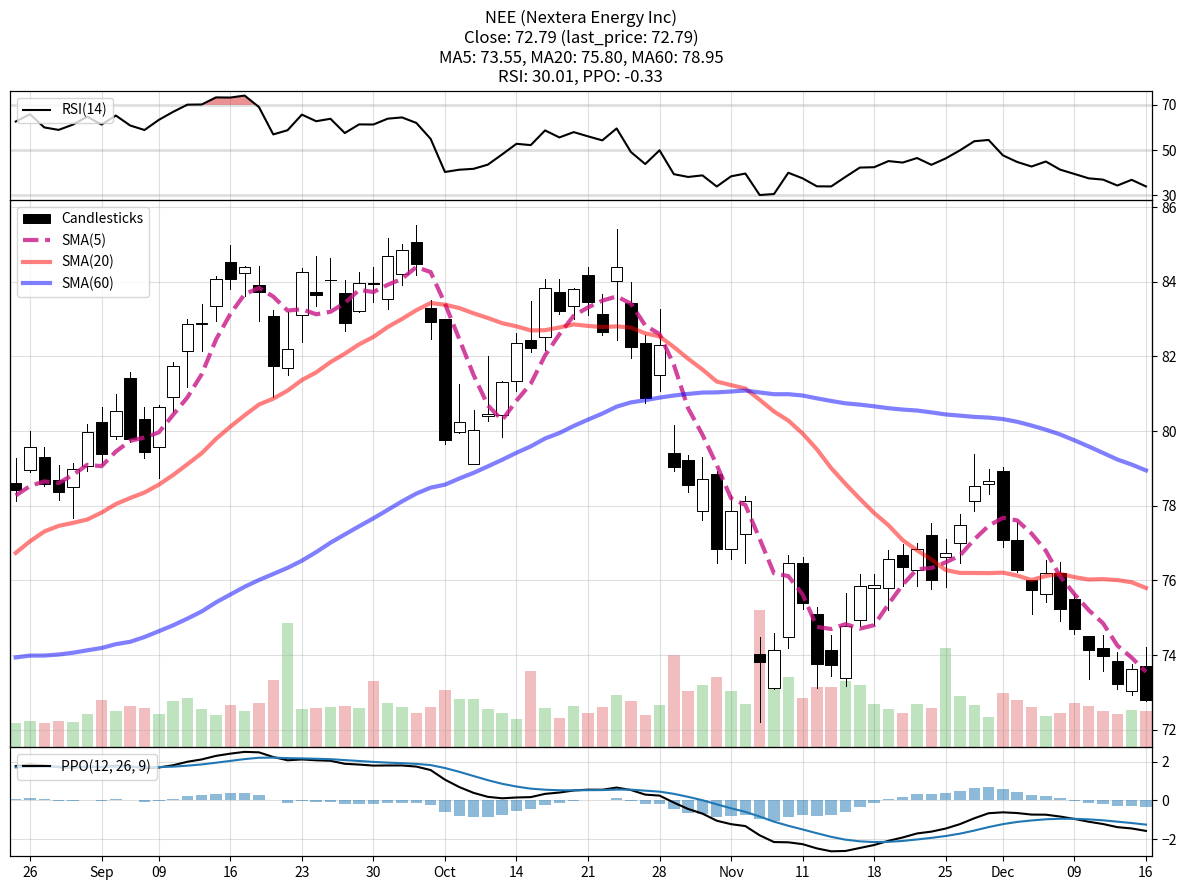 NEE (Nextera Energy Inc)
Close: 72.79 (last_price: 72.79)
MA5: 73.55, MA20: 75.80, MA60: 78.95
RSI: 30.01, PPO: -0.33
RSI(14)
70
50
30
Candlesticks
SMA(5)
SMA(20)
SMA(60)
86
84
82
80
78
76
74
72
PPO(12, 26, 9)
2
0
−2
26 Sep 09 16 23 30 Oct 14 21 28 Nov 11 18 25 Dec 09 16